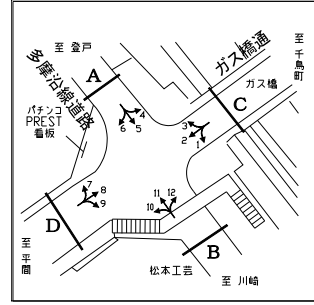 至 登戸
多摩沿線道路
A
ガス橋通
至 千鳥町
ガス橋
パチンコ
PREST
看板
C
6
4
5
3
2
1
7
8
9
10
11
12
D
B
至 平間
松本工芸
至 川崎